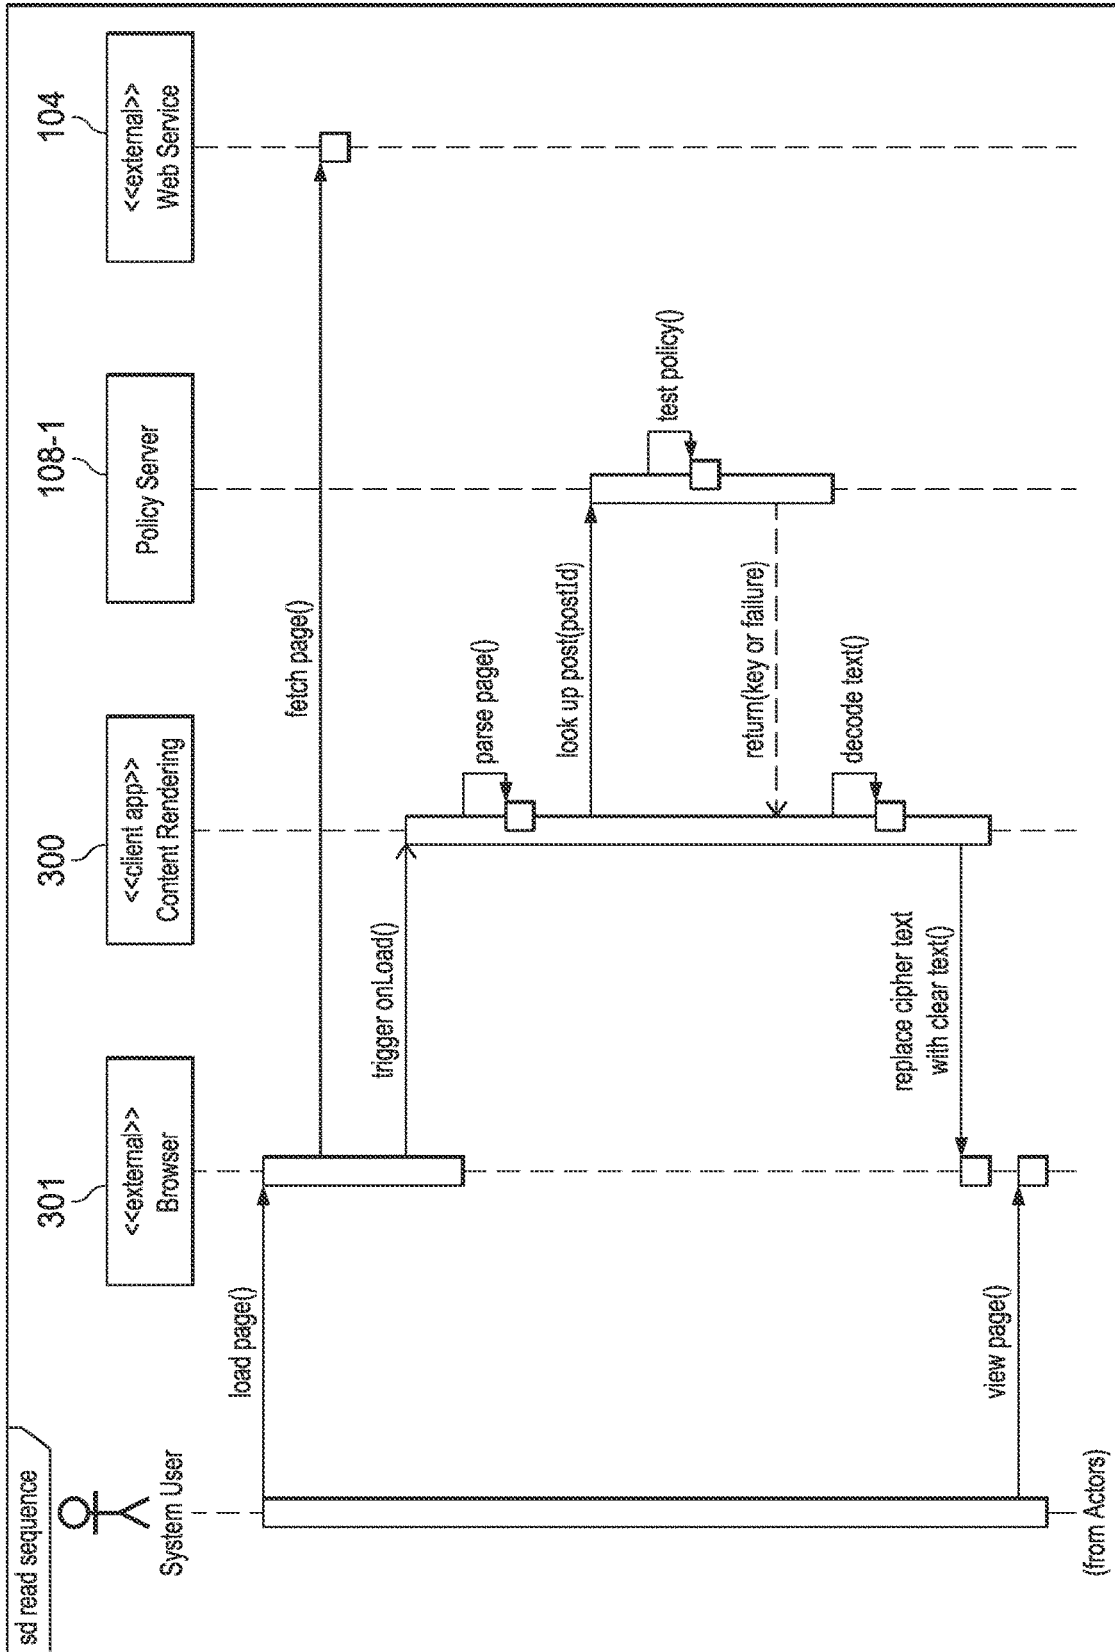 sd read sequence
System User
301
<<external>>
Browser
300
<<client app>>
Content Rendering
108-1
Policy Server
104
<<external>>
Web Service
load page()
fetch page()
trigger onLoad()
parse page()
look up post(postId)
test policy()
return(key or failure)
decode text()
replace cipher text
with clear text()
view page()
(from Actors)